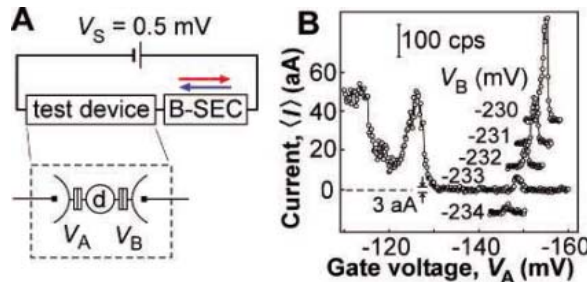 A
V_S = 0.5 mV
test device
B-SEC
d
V_A
V_B
B
Current, ⟨I⟩ (aA)
80
60
40
20
0
100 cps
V_B (mV)
-230
-231
-232
-233
-234
3 aA
-120
-140
-160
Gate voltage, V_A (mV)